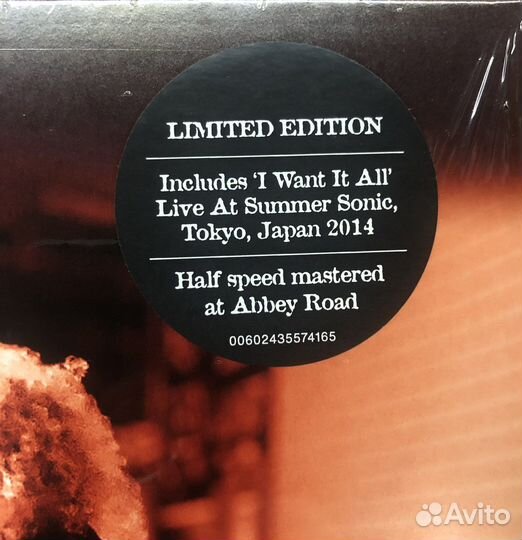 LIMITED EDITION
Includes ‘I Want It All’
Live At Summer Sonic,
Tokyo, Japan 2014
Half speed mastered
at Abbey Road
00602435574165
Avito